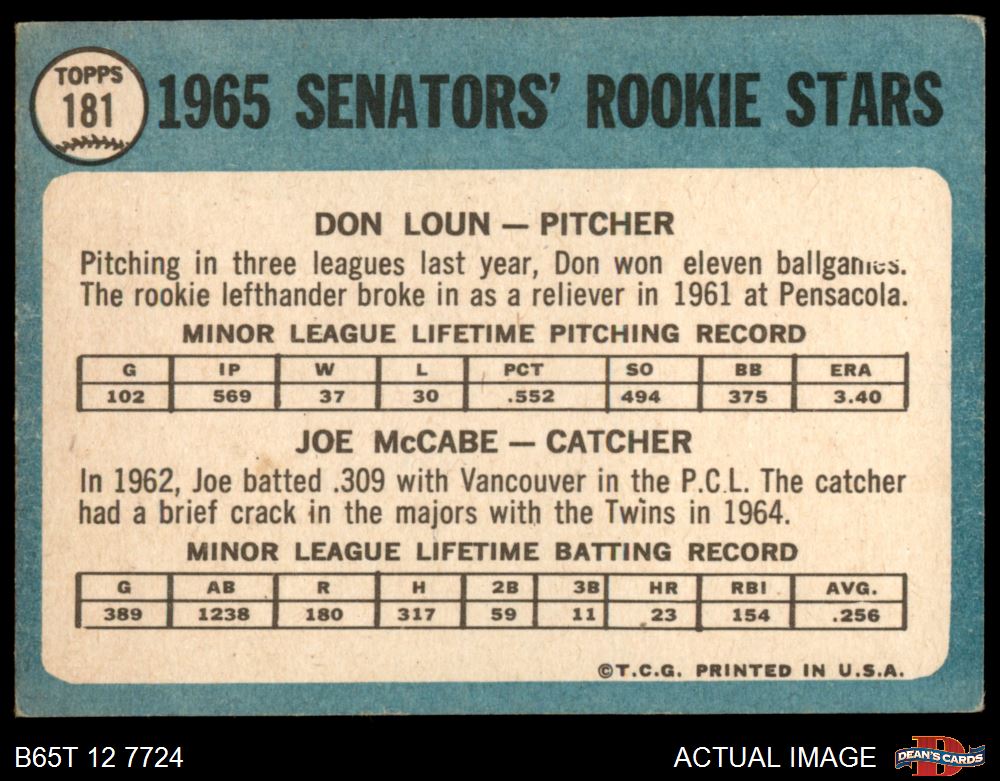 TOPPS
181
1965 SENATORS' ROOKIE STARS
DON LOUN — PITCHER
Pitching in three leagues last year, Don won eleven ballgames.
The rookie lefthander broke in as a reliever in 1961 at Pensacola.
MINOR LEAGUE LIFETIME PITCHING RECORD
G IP W L PCT SO BB ERA
102 569 37 30 .552 494 375 3.40
JOE McCABE — CATCHER
In 1962, Joe batted .309 with Vancouver in the P.C.L. The catcher
had a brief crack in the majors with the Twins in 1964.
MINOR LEAGUE LIFETIME BATTING RECORD
G AB R H 2B 3B HR RBI AVG.
389 1238 180 317 59 11 23 154 .256
©T.C.G. PRINTED IN U.S.A.
B65T 12 7724
ACTUAL IMAGE
DEAN'S CARDS